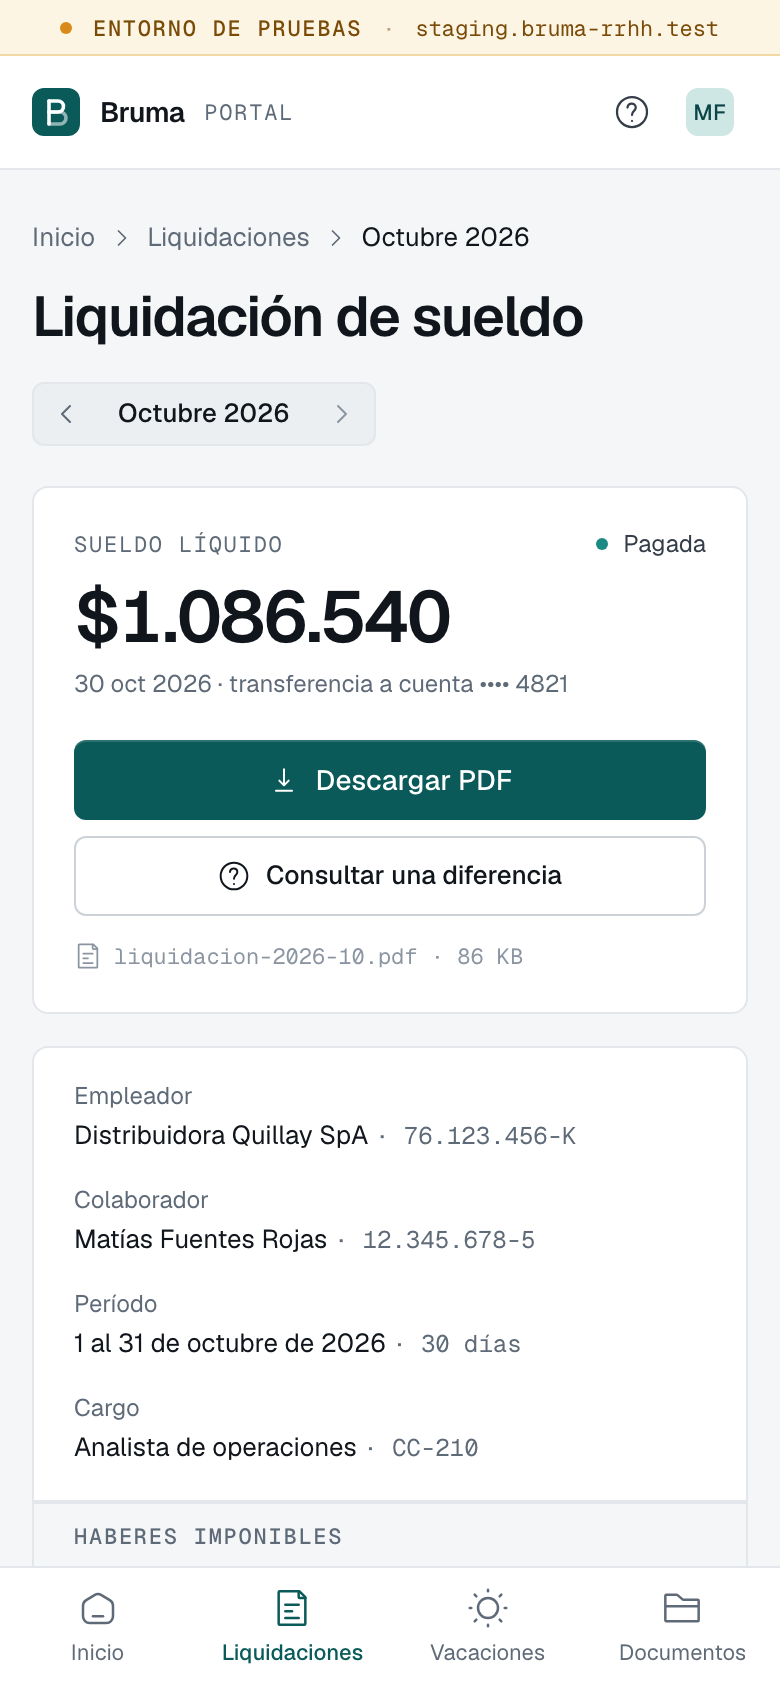 ENTORNO DE PRUEBAS · staging.bruma-rrhh.test
B Bruma PORTAL MF
Inicio > Liquidaciones > Octubre 2026
Liquidación de sueldo
Octubre 2026
SUELDO LÍQUIDO Pagada
$1.086.540
30 oct 2026 · transferencia a cuenta •••• 4821
Descargar PDF
Consultar una diferencia
liquidacion-2026-10.pdf · 86 KB
Empleador
Distribuidora Quillay SpA · 76.123.456-K
Colaborador
Matías Fuentes Rojas · 12.345.678-5
Período
1 al 31 de octubre de 2026 · 30 días
Cargo
Analista de operaciones · CC-210
HABERES IMPONIBLES
Inicio Liquidaciones Vacaciones Documentos